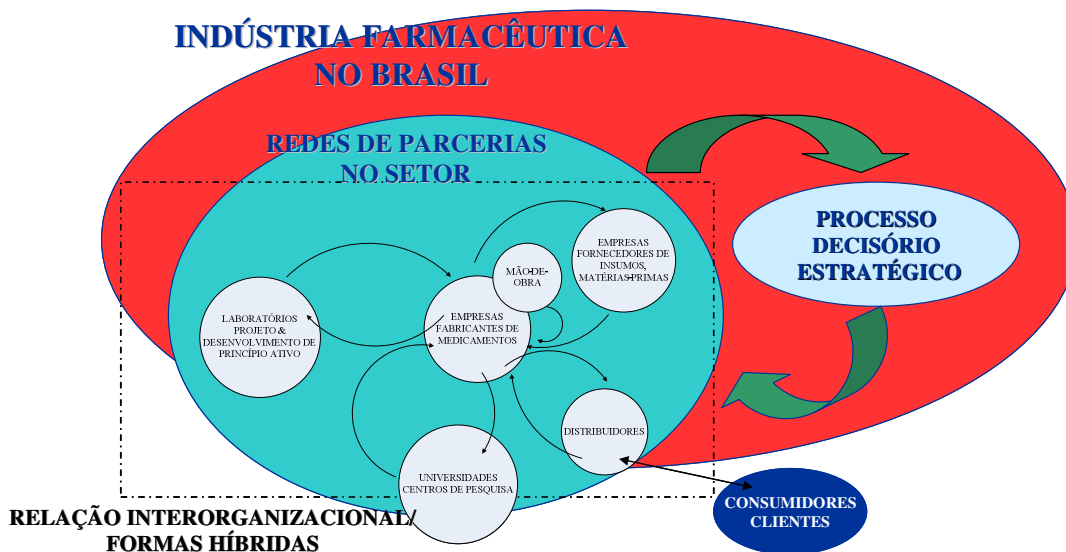 INDÚSTRIA FARMACÊUTICA
NO BRASIL
REDES DE PARCERIAS
NO SETOR
PROCESSO
DECISÓRIO
ESTRATÉGICO
EMPRESAS
FORNECEDORES DE
INSUMOS,
MATÉRIAS-PRIMAS
MÃO-DE-
OBRA
LABORATÓRIOS
PROJETO &
DESENVOLVIMENTO DE
PRINCÍPIO ATIVO
EMPRESAS
FABRICANTES DE
MEDICAMENTOS
DISTRIBUIDORES
UNIVERSIDADES
CENTROS DE PESQUISA
CONSUMIDORES
CLIENTES
RELAÇÃO INTERORGANIZACIONAL/
FORMAS HÍBRIDAS